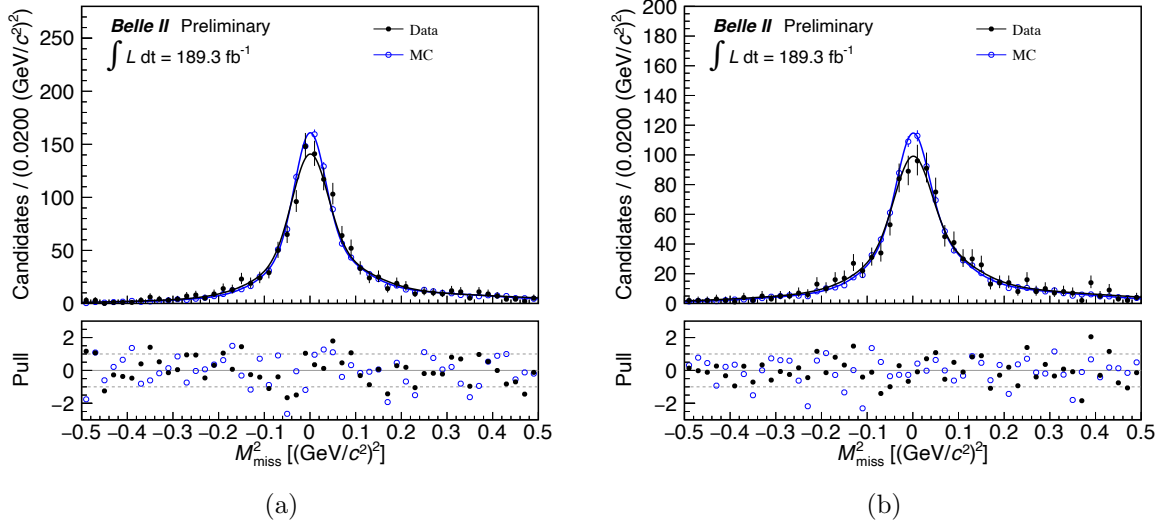 Belle II Preliminary
∫ L dt = 189.3 fb⁻¹
Data
MC
Candidates / (0.0200 (GeV/c²)²)
250
200
150
100
50
0
Pull
2
0
−2
−0.5 −0.4 −0.3 −0.2 −0.1 0 0.1 0.2 0.3 0.4 0.5
M²miss [(GeV/c²)²]
(a)
Belle II Preliminary
∫ L dt = 189.3 fb⁻¹
Data
MC
Candidates / (0.0200 (GeV/c²)²)
200
180
160
140
120
100
80
60
40
20
0
Pull
2
0
−2
−0.5 −0.4 −0.3 −0.2 −0.1 0 0.1 0.2 0.3 0.4 0.5
M²miss [(GeV/c²)²]
(b)